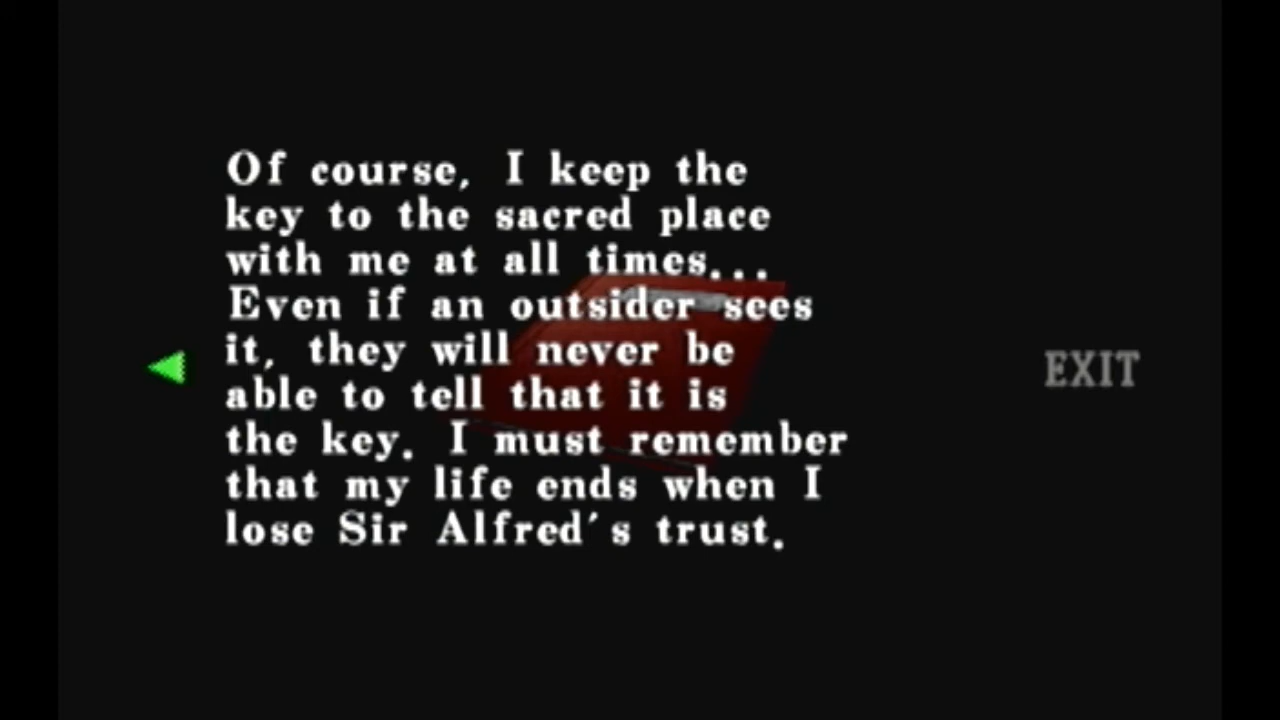 Of course, I keep the
key to the sacred place
with me at all times...
Even if an outsider sees
it, they will never be
able to tell that it is
the key. I must remember
that my life ends when I
lose Sir Alfred's trust.
EXIT